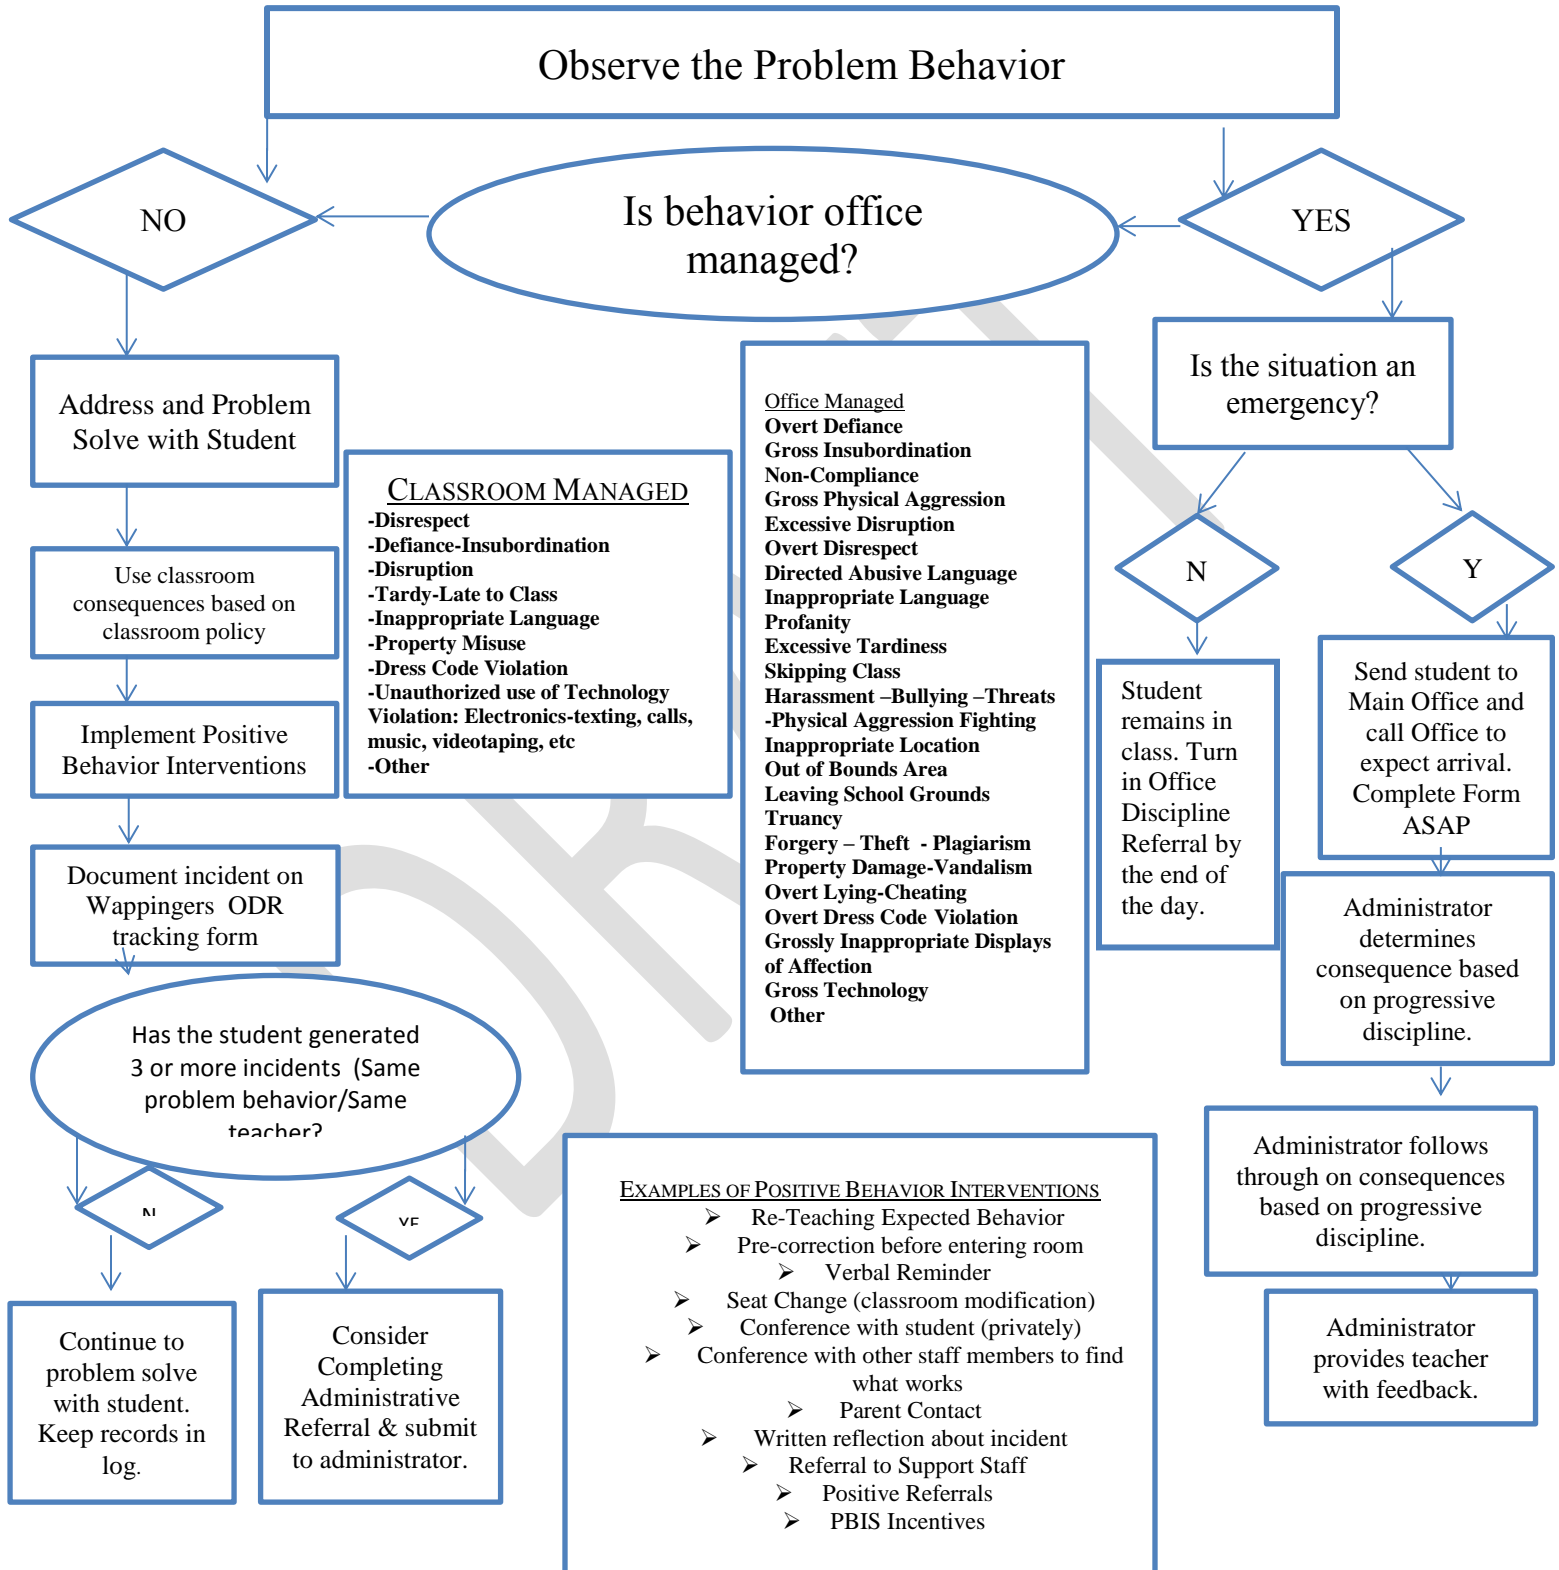 Observe the Problem Behavior
NO
Is behavior office
managed?
YES
Address and Problem
Solve with Student
Use classroom
consequences based on
classroom policy
Implement Positive
Behavior Interventions
Document incident on
Wappingers ODR
tracking form
Has the student generated
3 or more incidents (Same
problem behavior/Same
teacher?
N
YE
Continue to
problem solve
with student.
Keep records in
log.
Consider
Completing
Administrative
Referral & submit
to administrator.
CLASSROOM MANAGED
-Disrespect
-Defiance-Insubordination
-Disruption
-Tardy-Late to Class
-Inappropriate Language
-Property Misuse
-Dress Code Violation
-Unauthorized use of Technology
Violation: Electronics-texting, calls,
music, videotaping, etc
-Other
Office Managed
Overt Defiance
Gross Insubordination
Non-Compliance
Gross Physical Aggression
Excessive Disruption
Overt Disrespect
Directed Abusive Language
Inappropriate Language
Profanity
Excessive Tardiness
Skipping Class
Harassment –Bullying –Threats
-Physical Aggression Fighting
Inappropriate Location
Out of Bounds Area
Leaving School Grounds
Truancy
Forgery – Theft - Plagiarism
Property Damage-Vandalism
Overt Lying-Cheating
Overt Dress Code Violation
Grossly Inappropriate Displays
of Affection
Gross Technology
Other
EXAMPLES OF POSITIVE BEHAVIOR INTERVENTIONS
➢ Re-Teaching Expected Behavior
➢ Pre-correction before entering room
➢ Verbal Reminder
➢ Seat Change (classroom modification)
➢ Conference with student (privately)
➢ Conference with other staff members to find
what works
➢ Parent Contact
➢ Written reflection about incident
➢ Referral to Support Staff
➢ Positive Referrals
➢ PBIS Incentives
Is the situation an
emergency?
N
Y
Student
remains in
class. Turn
in Office
Discipline
Referral by
the end of
the day.
Send student to
Main Office and
call Office to
expect arrival.
Complete Form
ASAP
Administrator
determines
consequence based
on progressive
discipline.
Administrator follows
through on consequences
based on progressive
discipline.
Administrator
provides teacher
with feedback.
DRAFT